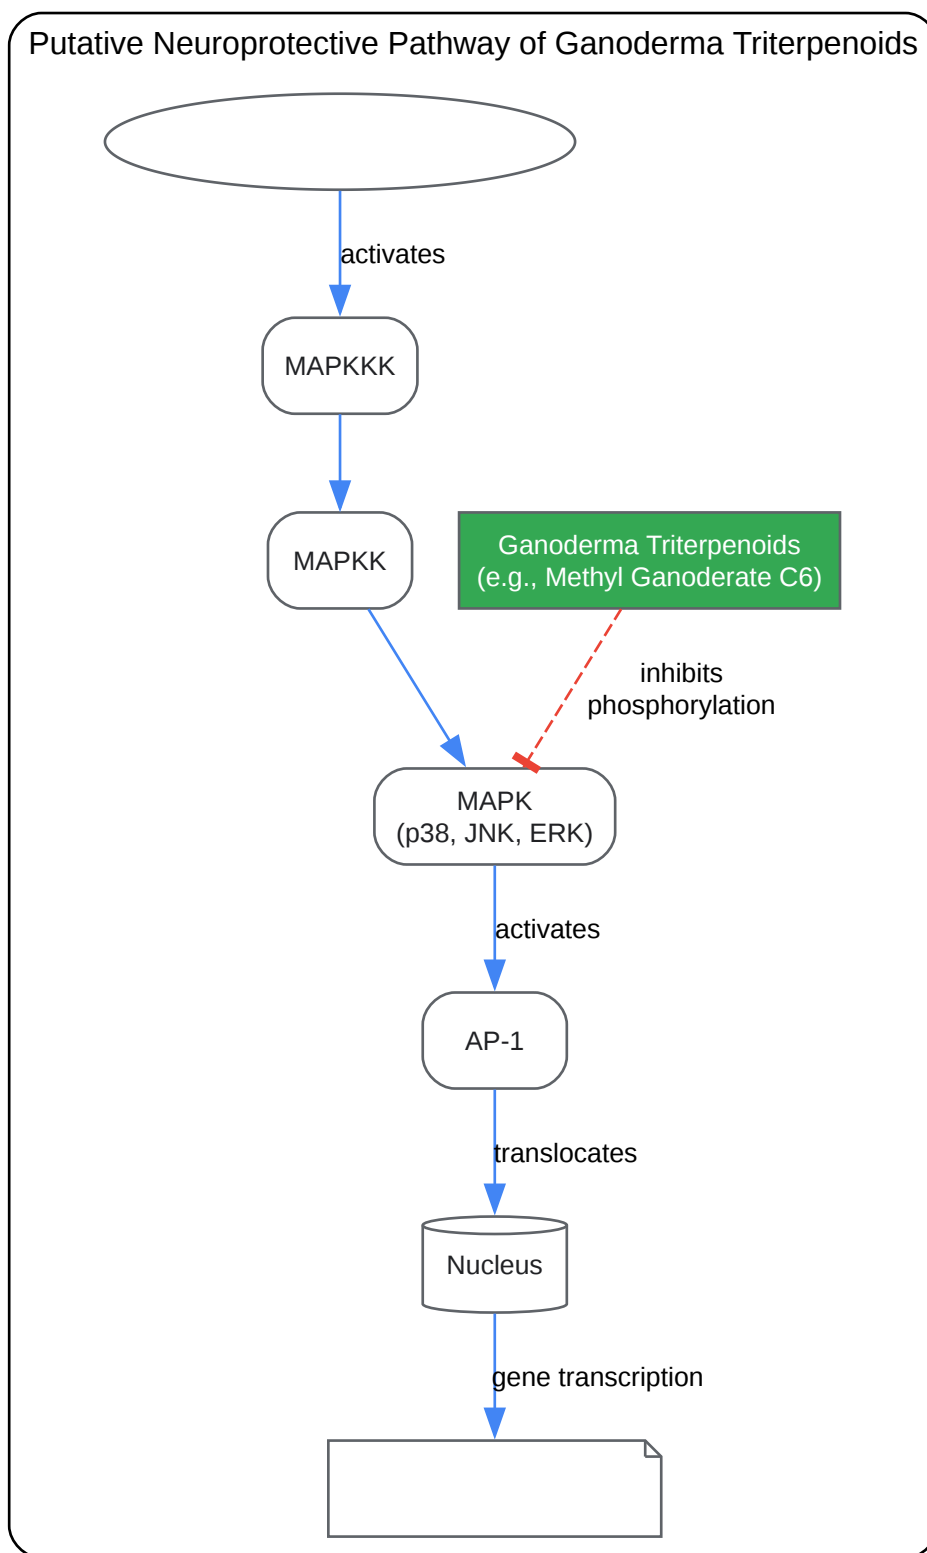 Putative Neuroprotective Pathway of Ganoderma Triterpenoids
activates
MAPKKK
MAPKK
Ganoderma Triterpenoids
(e.g., Methyl Ganoderate C6)
inhibits
phosphorylation
MAPK
(p38, JNK, ERK)
activates
AP-1
translocates
Nucleus
gene transcription